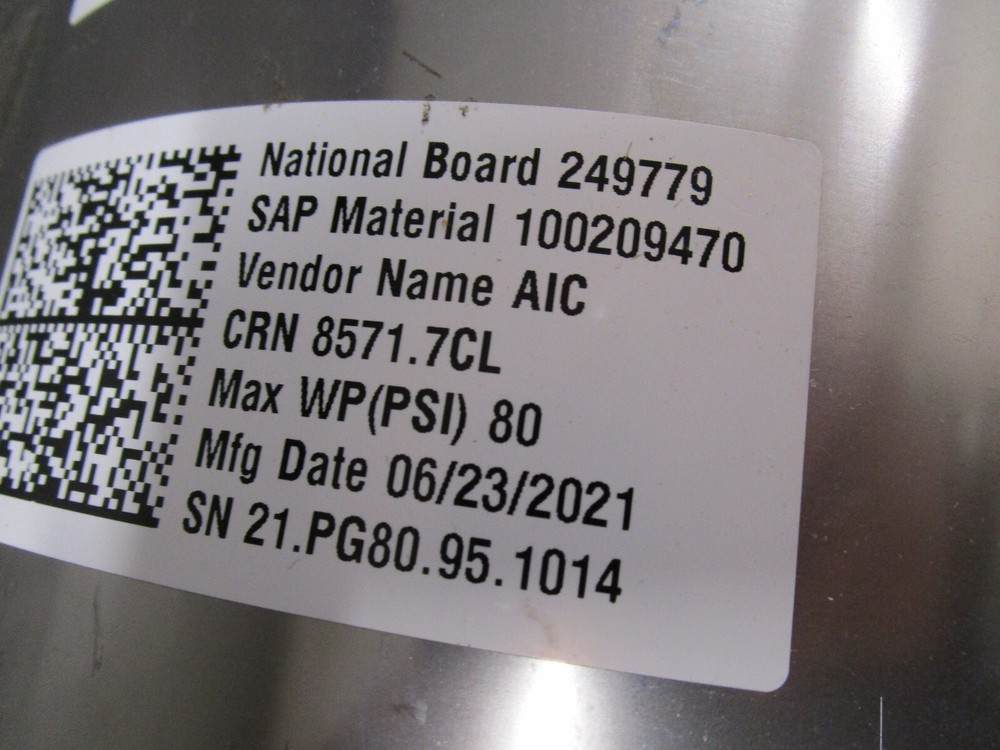 National Board 249779
SAP Material 100209470
Vendor Name AIC
CRN 8571.7CL
Max WP(PSI) 80
Mfg Date 06/23/2021
SN 21.PG80.95.1014